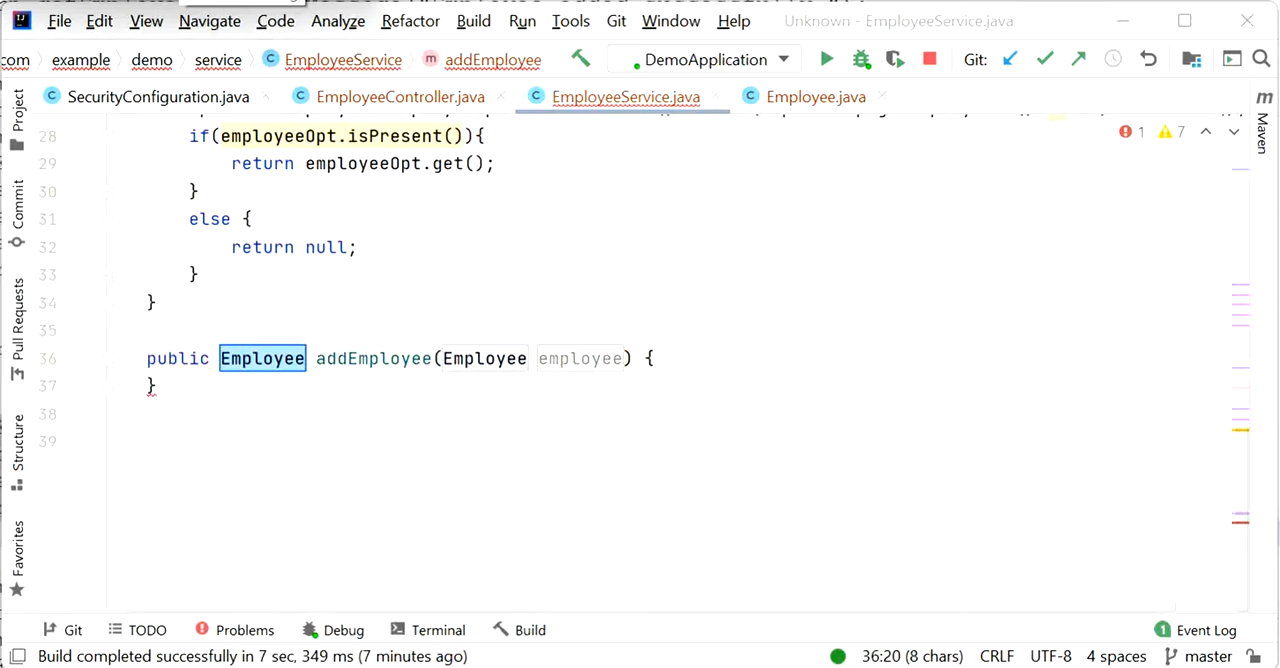 File Edit View Navigate Code Analyze Refactor Build Run Tools Git Window Help Unknown - EmployeeService.java
com example demo service EmployeeService addEmployee DemoApplication Git:
SecurityConfiguration.java EmployeeController.java EmployeeService.java Employee.java
Project
Commit
Pull Requests
Structure
Favorites
28 if(employeeOpt.isPresent()){
29 return employeeOpt.get();
30 }
31 else {
32 return null;
33 }
34 }
35
36 public Employee addEmployee(Employee employee) {
37 }
38
39
1 7
Maven
Git TODO Problems Debug Terminal Build 1 Event Log
Build completed successfully in 7 sec, 349 ms (7 minutes ago) 36:20 (8 chars) CRLF UTF-8 4 spaces master